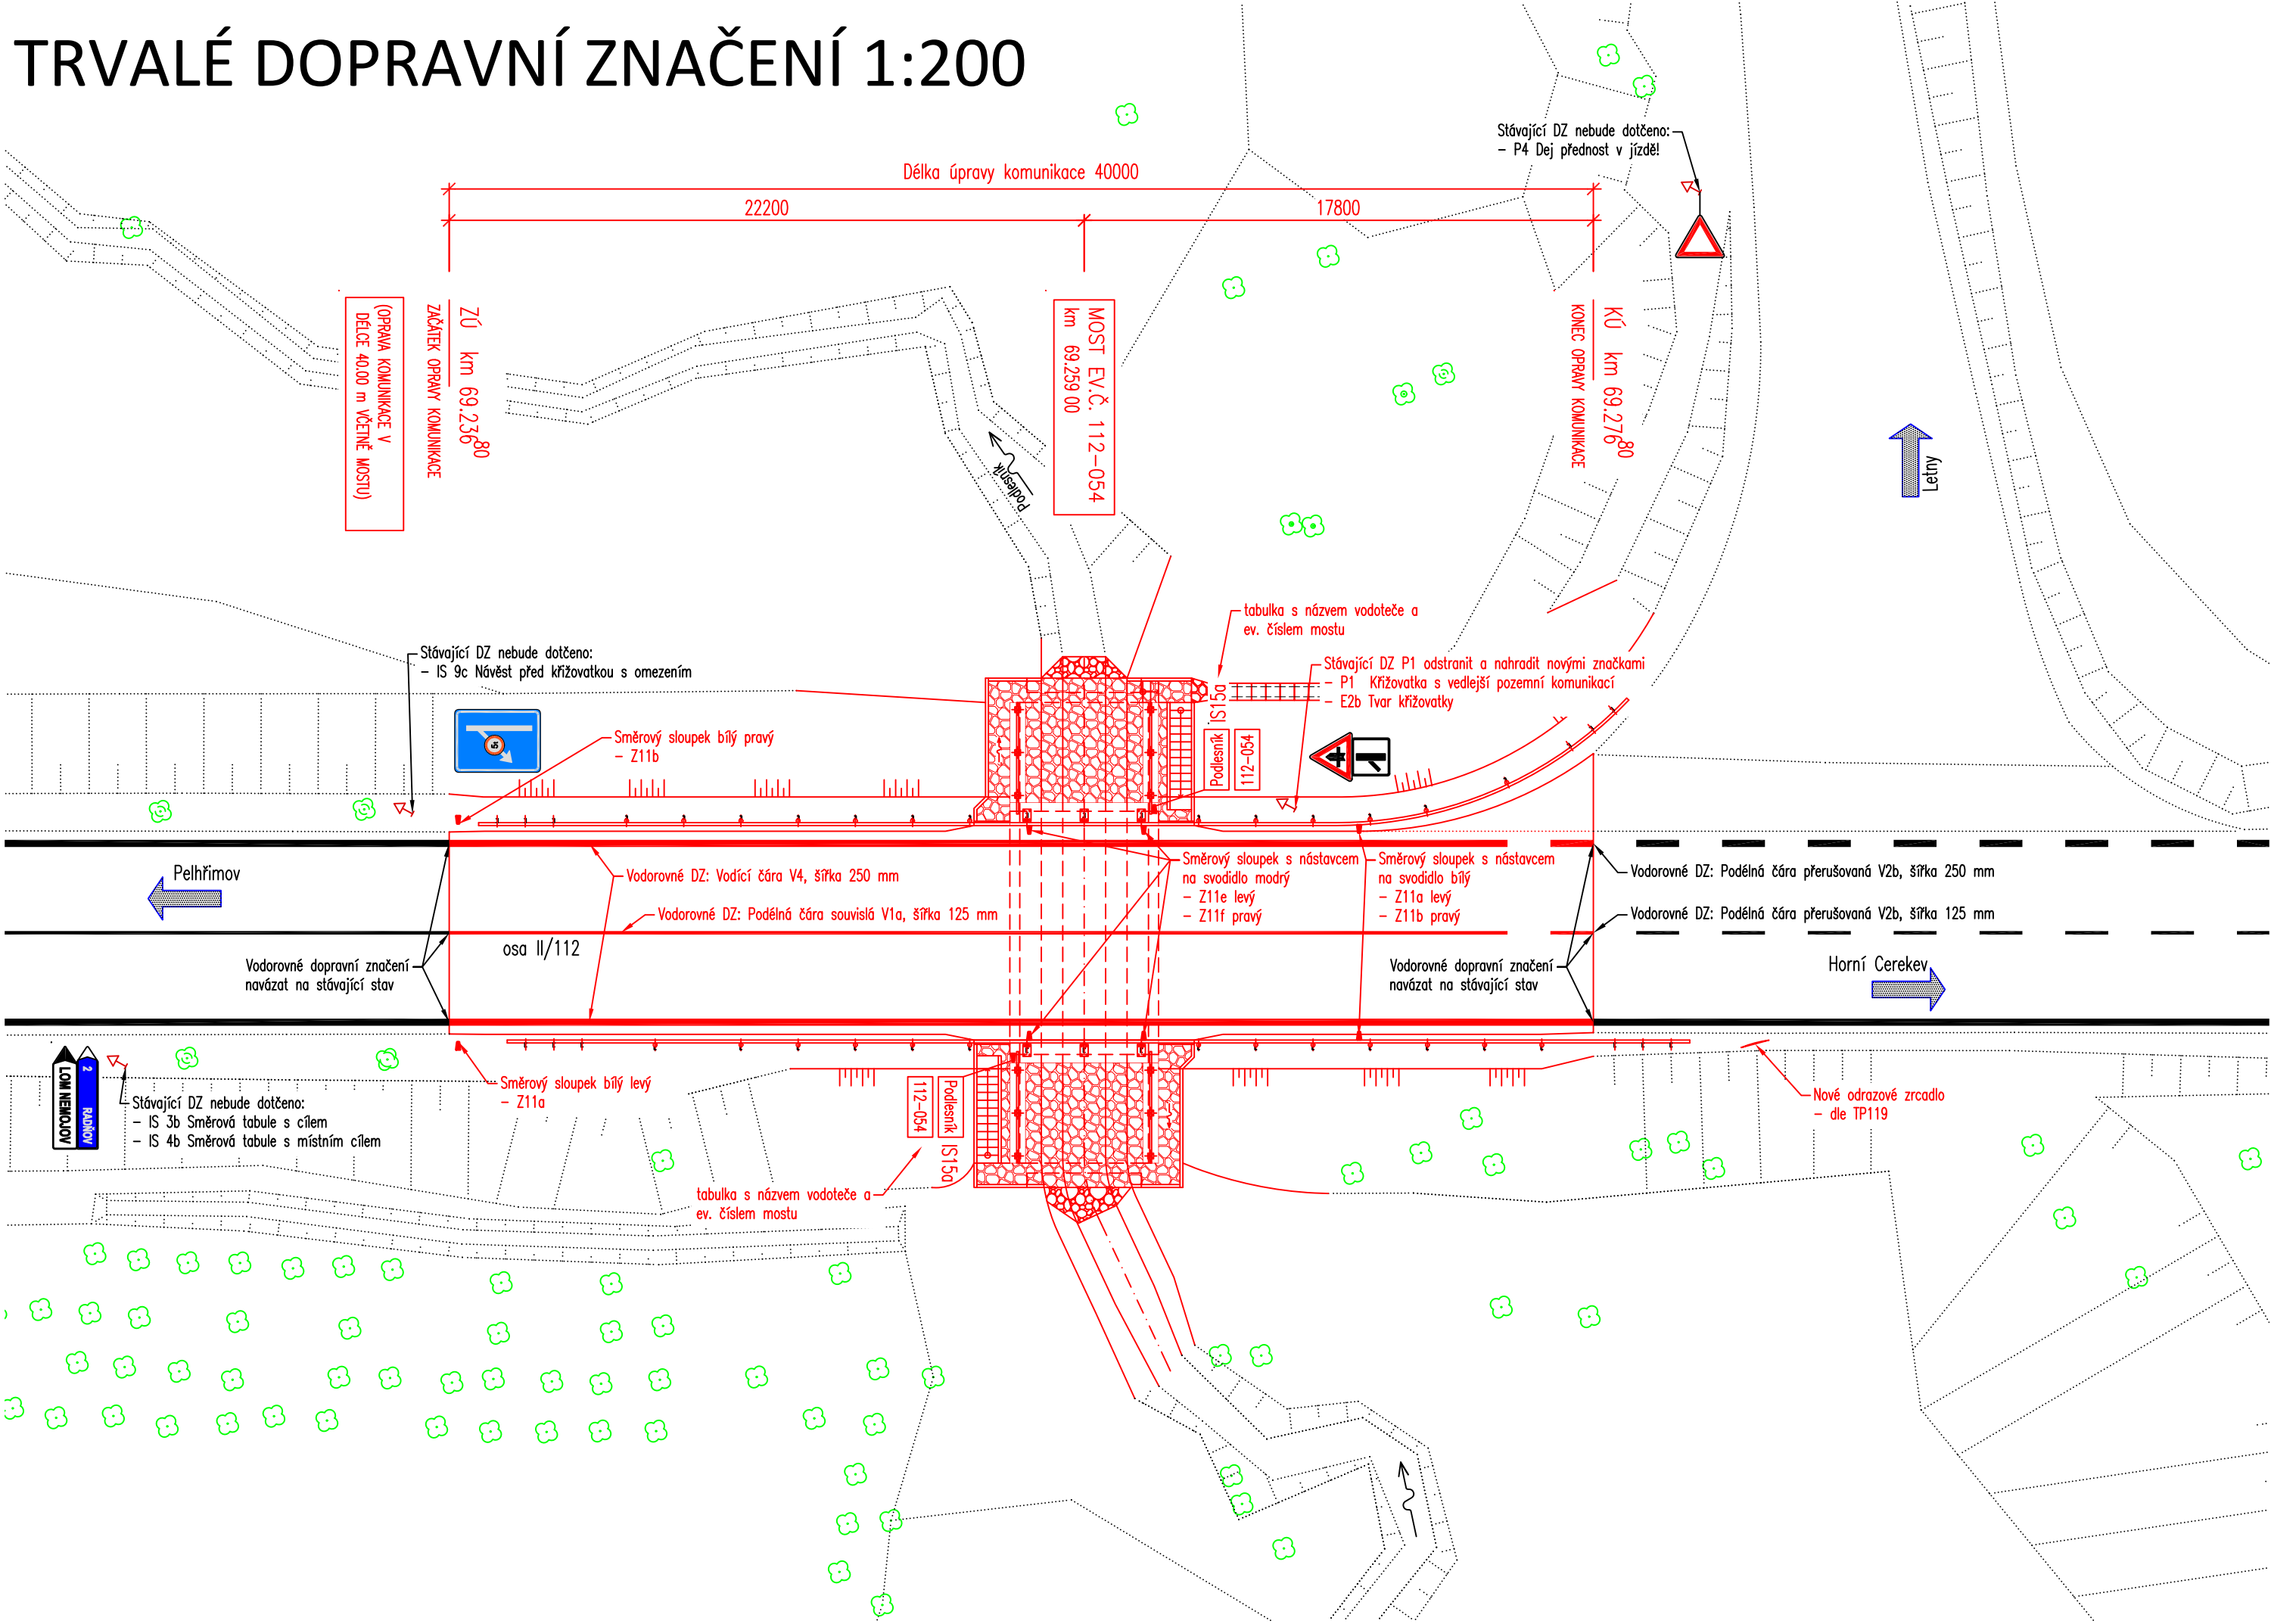 TRVALÉ DOPRAVNÍ ZNAČENÍ 1:200
Stávající DZ nebude dotčeno:
– P4 Dej přednost v jízdě!
Délka úpravy komunikace 40000
22200
17800
(OPRAVA KOMUNIKACE V
DÉLCE 40.00 m VČETNĚ MOSTU)
ZÚ km 69.236 80
ZAČÁTEK OPRAVY KOMUNIKACE
MOST EV.Č. 112–054
km 69.259 00
KÚ km 69.276 80
KONEC OPRAVY KOMUNIKACE
Podlesník
Letny
tabulka s názvem vodoteče a
ev. číslem mostu
Stávající DZ nebude dotčeno:
– IS 9c Návěst před křižovatkou s omezením
Stávající DZ P1 odstranit a nahradit novými značkami
– P1 Křižovatka s vedlejší pozemní komunikací
– E2b Tvar křižovatky
IS15a
Podlesník
112–054
Směrový sloupek bílý pravý
– Z11b
Pelhřimov
Vodorovné DZ: Vodící čára V4, šířka 250 mm
Vodorovné DZ: Podélná čára souvislá V1a, šířka 125 mm
osa II/112
Směrový sloupek s nástavcem
na svodidlo modrý
– Z11e levý
– Z11f pravý
Směrový sloupek s nástavcem
na svodidlo bílý
– Z11a levý
– Z11b pravý
Vodorovné DZ: Podélná čára přerušovaná V2b, šířka 250 mm
Vodorovné DZ: Podélná čára přerušovaná V2b, šířka 125 mm
Vodorovné dopravní značení
navázat na stávající stav
Vodorovné dopravní značení
navázat na stávající stav
Horní Cerekev
LOM NEMOJOV
2 RADŇOV
Stávající DZ nebude dotčeno:
– IS 3b Směrová tabule s cílem
– IS 4b Směrová tabule s místním cílem
Směrový sloupek bílý levý
– Z11a
112–054
Podlesník
IS15a
tabulka s názvem vodoteče a
ev. číslem mostu
Nové odrazové zrcadlo
– dle TP119